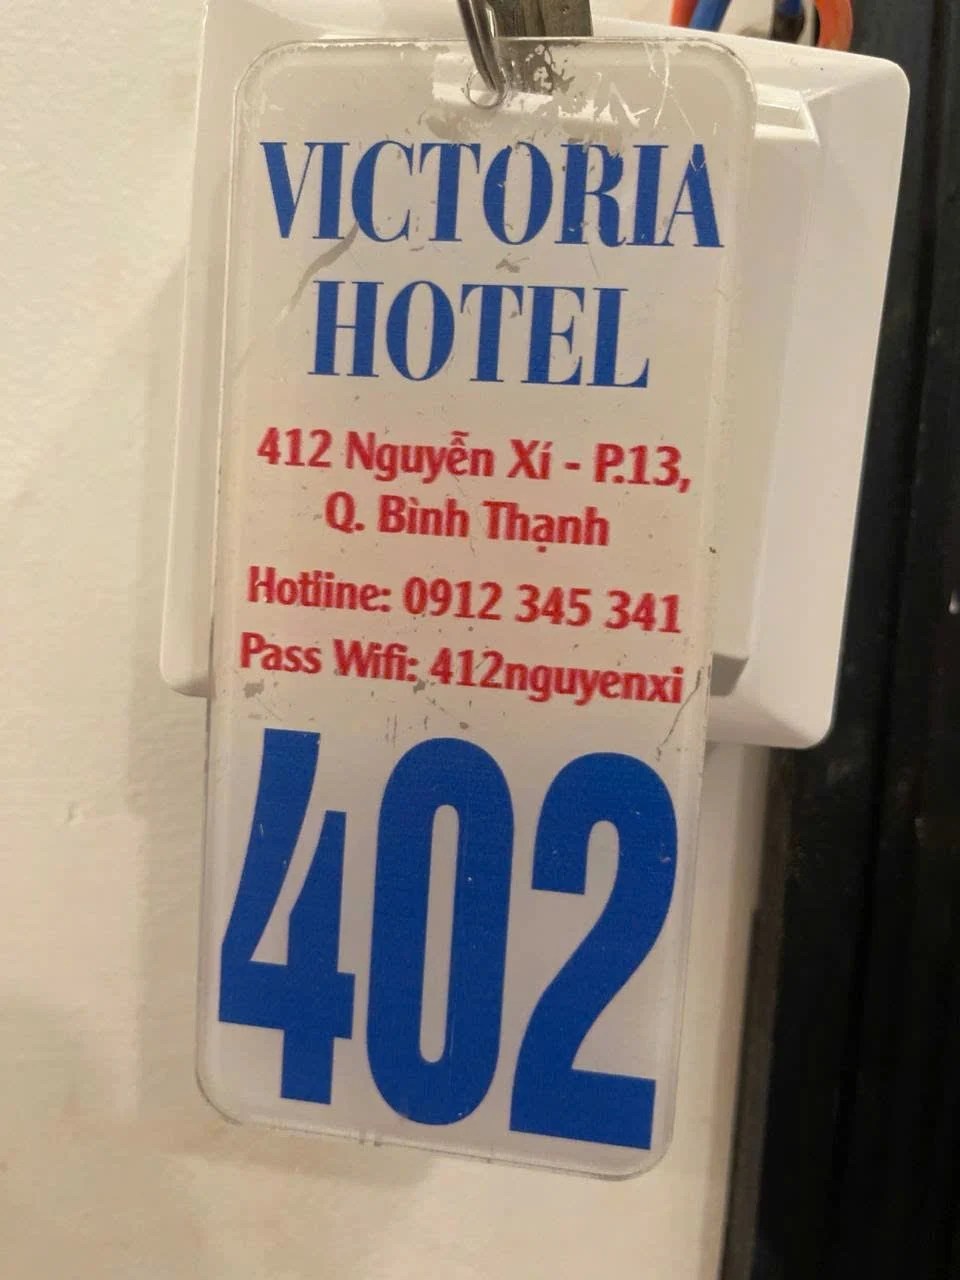 VICTORIA
HOTEL
412 Nguyễn Xí - P.13,
Q. Bình Thạnh
Hotline: 0912 345 341
Pass Wifi: 412nguyenxi
402